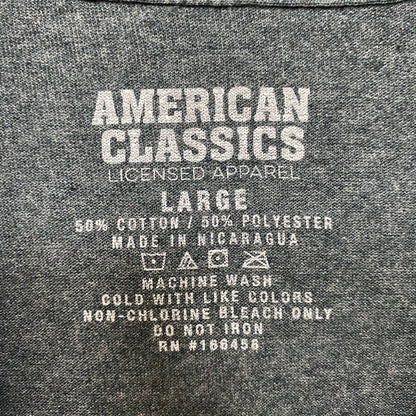 AMERICAN
CLASSICS
LICENSED APPAREL
LARGE
50% COTTON / 50% POLYESTER
MADE IN NICARAGUA
MACHINE WASH
COLD WITH LIKE COLORS
NON-CHLORINE BLEACH ONLY
DO NOT IRON
RN #166458